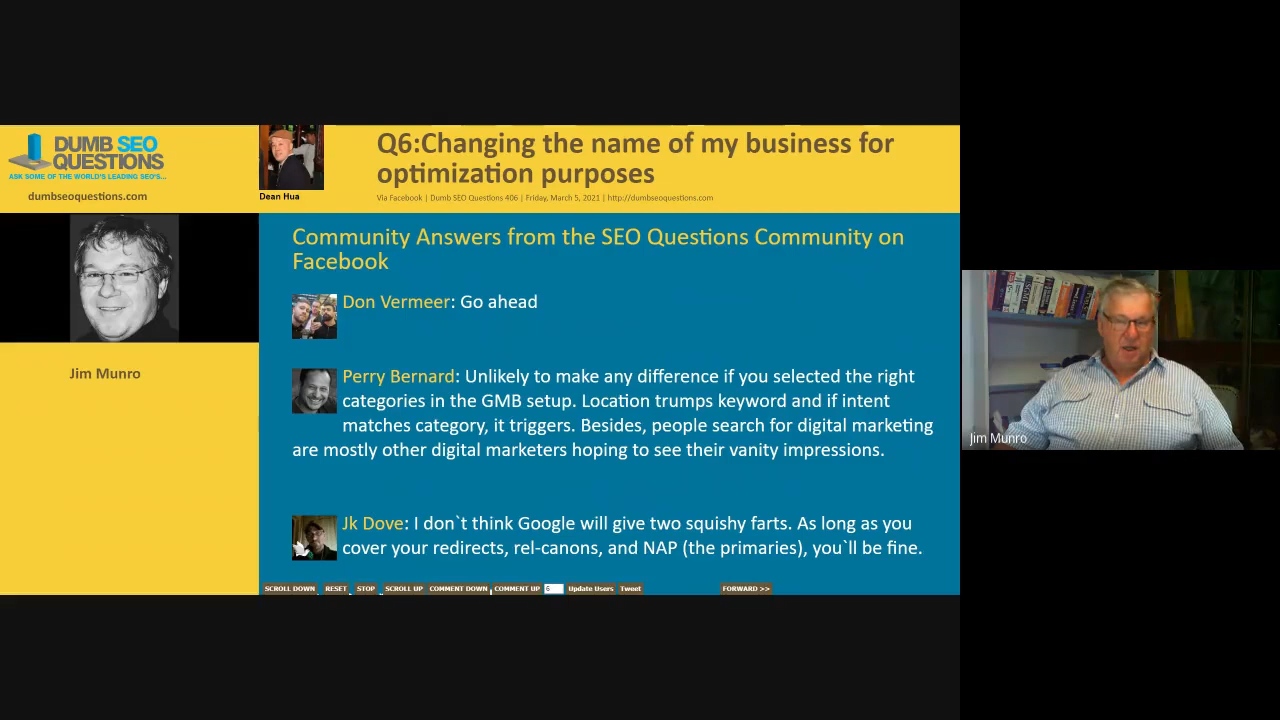 DUMB SEO
QUESTIONS
ASK SOME OF THE WORLD'S LEADING SEO'S...
dumbseoquestions.com
Dean Hua
Q6:Changing the name of my business for
optimization purposes
Via Facebook | Dumb SEO Questions 406 | Friday, March 5, 2021 | http://dumbseoquestions.com
Jim Munro
Community Answers from the SEO Questions Community on
Facebook
Don Vermeer: Go ahead
Perry Bernard: Unlikely to make any difference if you selected the right
categories in the GMB setup. Location trumps keyword and if intent
matches category, it triggers. Besides, people search for digital marketing
are mostly other digital marketers hoping to see their vanity impressions.
Jk Dove: I don`t think Google will give two squishy farts. As long as you
cover your redirects, rel-canons, and NAP (the primaries), you`ll be fine.
SCROLL DOWN RESET STOP SCROLL UP COMMENT DOWN COMMENT UP 6 Update Users Tweet FORWARD >>
Jim Munro